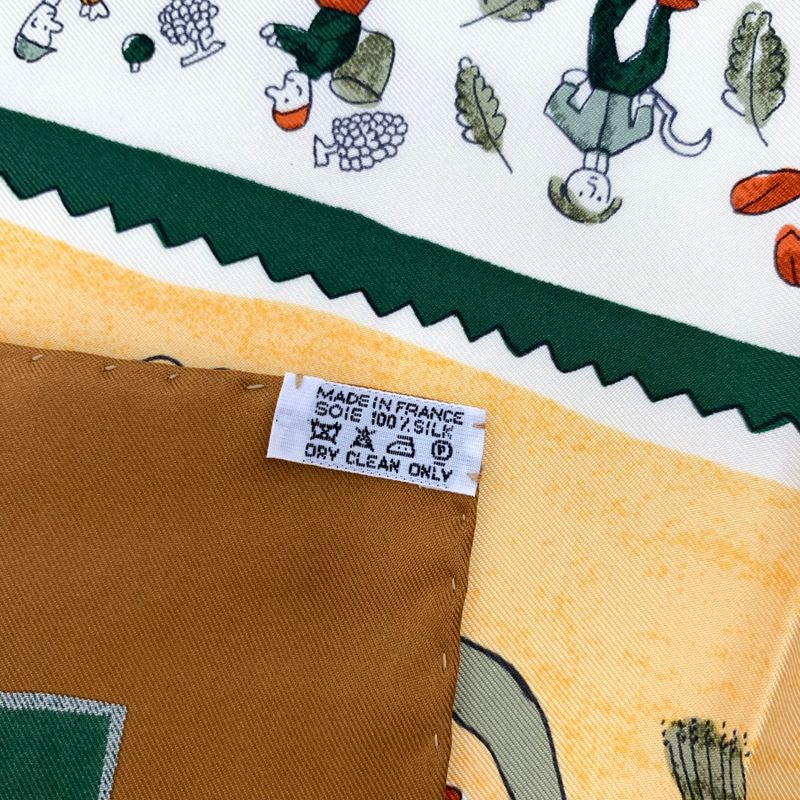 MADE IN FRANCE
SOIE 100% SILK
P
DRY CLEAN ONLY